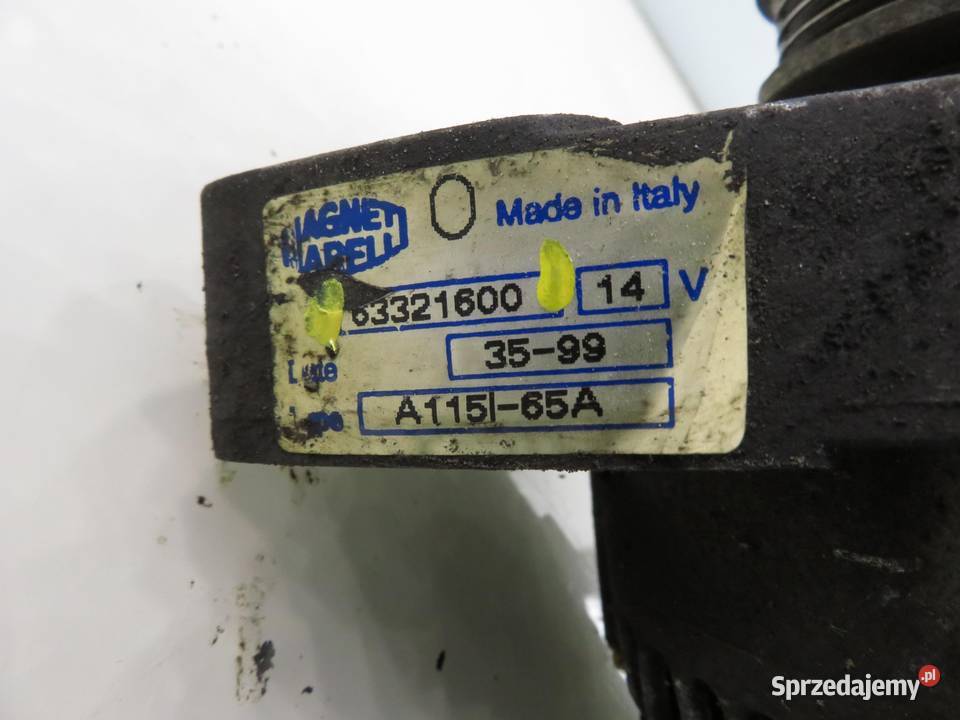 MAGNETI
MARELLI
Made in Italy
63321600
14 V
35-99
A115I-65A
Sprzedajemy.pl